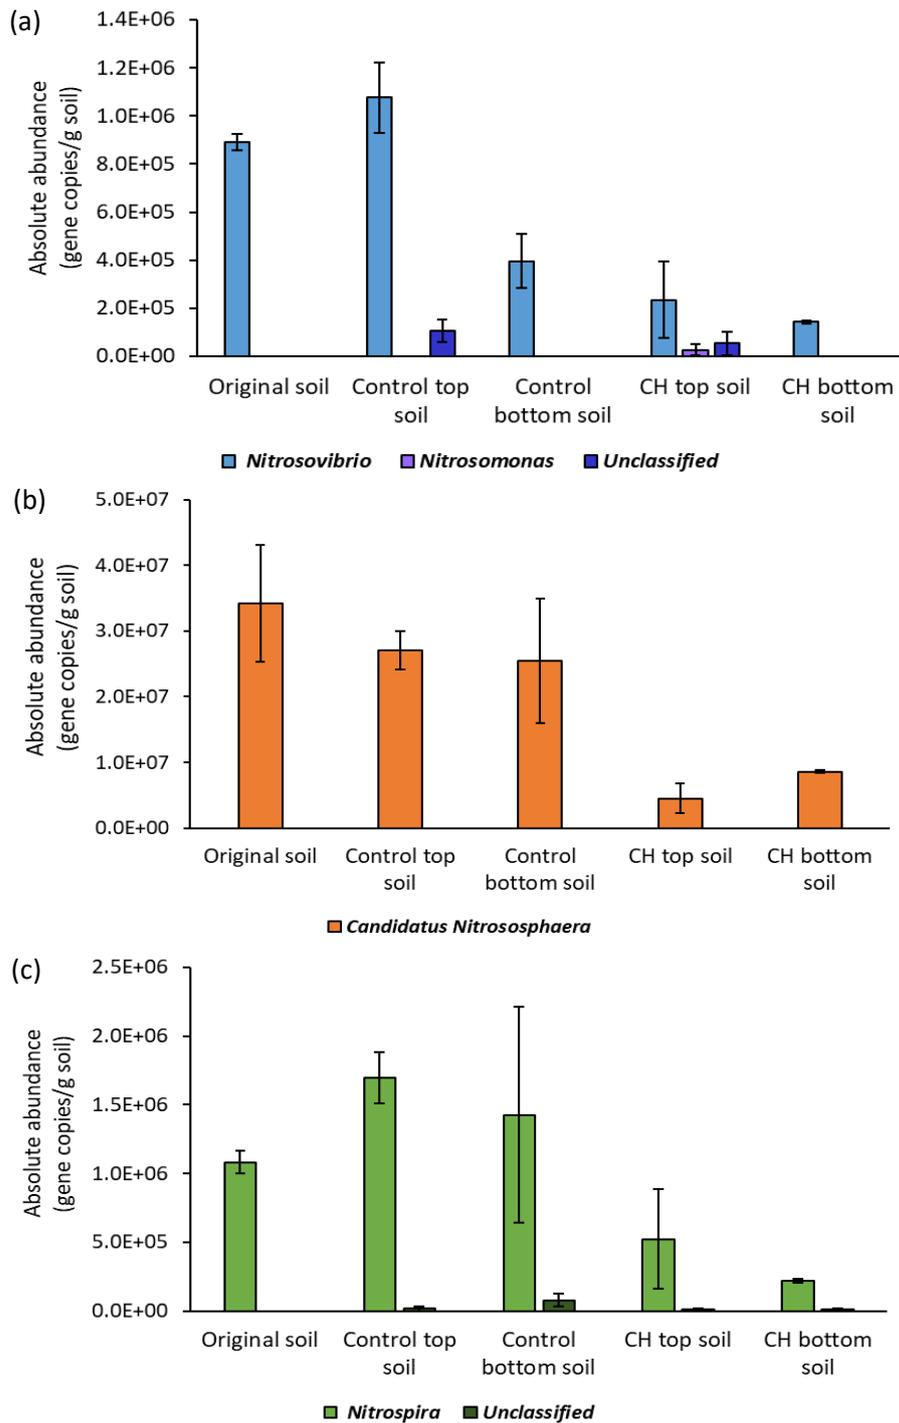 (a)
Absolute abundance
(gene copies/g soil)
1.4E+06
1.2E+06
1.0E+06
8.0E+05
6.0E+05
4.0E+05
2.0E+05
0.0E+00
Original soil
Control top
soil
Control
bottom soil
CH top soil
CH bottom
soil
Nitrosovibrio
Nitrosomonas
Unclassified
(b)
Absolute abundance
(gene copies/g soil)
5.0E+07
4.0E+07
3.0E+07
2.0E+07
1.0E+07
0.0E+00
Original soil
Control top
soil
Control
bottom soil
CH top soil
CH bottom
soil
Candidatus Nitrososphaera
(c)
Absolute abundance
(gene copies/g soil)
2.5E+06
2.0E+06
1.5E+06
1.0E+06
5.0E+05
0.0E+00
Original soil
Control top
soil
Control
bottom soil
CH top soil
CH bottom
soil
Nitrospira
Unclassified